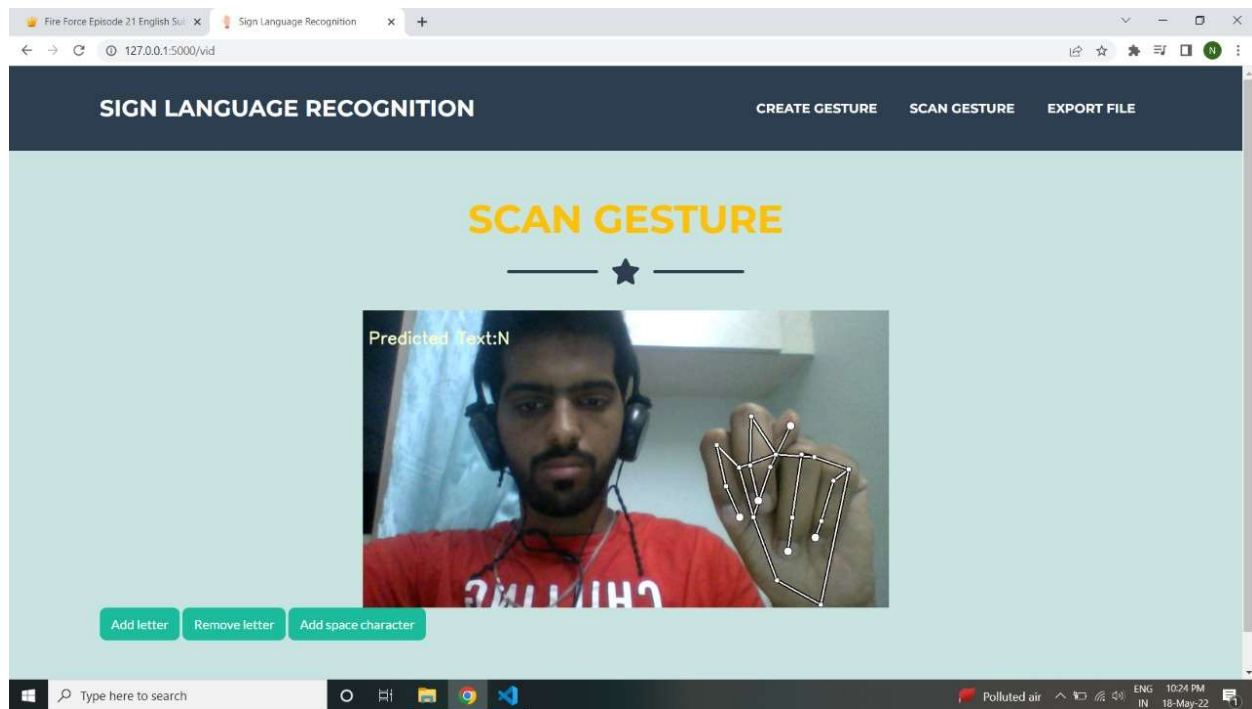 Fire Force Episode 21 English Sub
Sign Language Recognition
127.0.0.1:5000/vid
N
SIGN LANGUAGE RECOGNITION
CREATE GESTURE
SCAN GESTURE
EXPORT FILE
SCAN GESTURE
Predicted Text:N
Add letter
Remove letter
Add space character
Type here to search
Polluted air
ENG
IN
10:24 PM
18-May-22
1